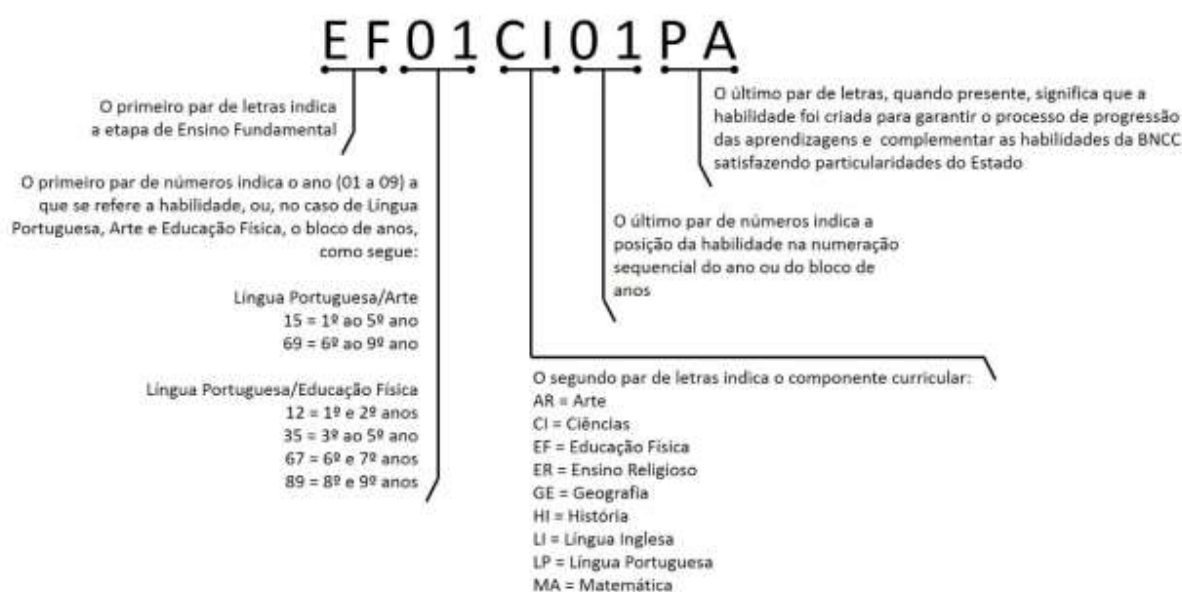 EF01CI01PA
O primeiro par de letras indica
a etapa de Ensino Fundamental
O primeiro par de números indica o ano (01 a 09) a
que se refere a habilidade, ou, no caso de Língua
Portuguesa, Arte e Educação Física, o bloco de anos,
como segue:
Língua Portuguesa/Arte
15 = 1º ao 5º ano
69 = 6º ao 9º ano
Língua Portuguesa/Educação Física
12 = 1º e 2º anos
35 = 3º ao 5º ano
67 = 6º e 7º anos
89 = 8º e 9º anos
O segundo par de letras indica o componente curricular:
AR = Arte
CI = Ciências
EF = Educação Física
ER = Ensino Religioso
GE = Geografia
HI = História
LI = Língua Inglesa
LP = Língua Portuguesa
MA = Matemática
O último par de números indica a
posição da habilidade na numeração
sequencial do ano ou do bloco de
anos
O último par de letras, quando presente, significa que a
habilidade foi criada para garantir o processo de progressão
das aprendizagens e complementar as habilidades da BNCC
satisfazendo particularidades do Estado